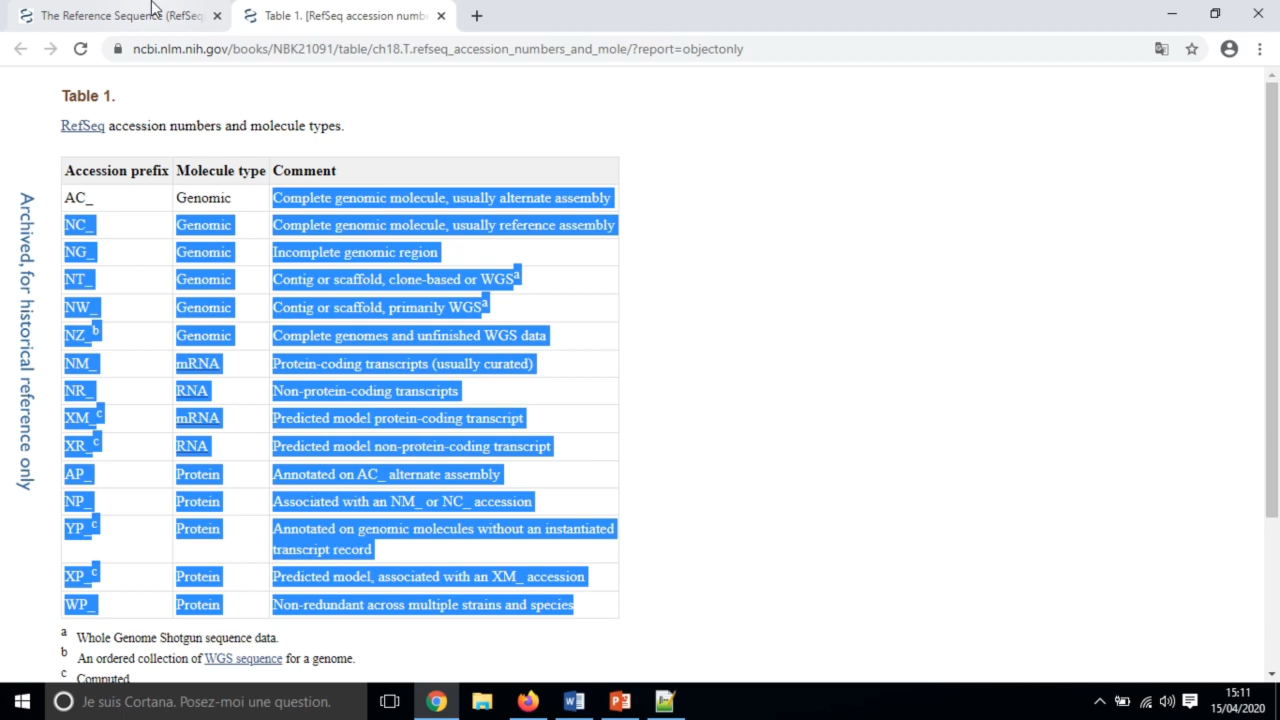 The Reference Sequence (RefSeq
Table 1. [RefSeq accession numb
ncbi.nlm.nih.gov/books/NBK21091/table/ch18.T.refseq_accession_numbers_and_mole/?report=objectonly
Archived, for historical reference only
Table 1.
RefSeq accession numbers and molecule types.
Accession prefix Molecule type Comment
AC_ Genomic Complete genomic molecule, usually alternate assembly
NC_ Genomic Complete genomic molecule, usually reference assembly
NG_ Genomic Incomplete genomic region
NT_ Genomic Contig or scaffold, clone-based or WGSa
NW_ Genomic Contig or scaffold, primarily WGSa
NZ_b Genomic Complete genomes and unfinished WGS data
NM_ mRNA Protein-coding transcripts (usually curated)
NR_ RNA Non-protein-coding transcripts
XM_c mRNA Predicted model protein-coding transcript
XR_c RNA Predicted model non-protein-coding transcript
AP_ Protein Annotated on AC_ alternate assembly
NP_ Protein Associated with an NM_ or NC_ accession
YP_c Protein Annotated on genomic molecules without an instantiated
transcript record
XP_c Protein Predicted model, associated with an XM_ accession
WP_ Protein Non-redundant across multiple strains and species
a Whole Genome Shotgun sequence data.
b An ordered collection of WGS sequence for a genome.
c Computed.
Je suis Cortana. Posez-moi une question.
15:11
15/04/2020